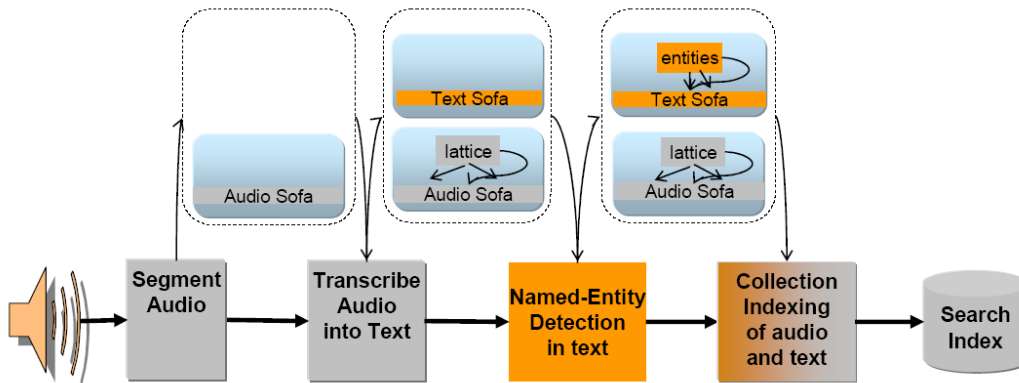 entities
Text Sofa
Text Sofa
lattice
lattice
Audio Sofa
Audio Sofa
Audio Sofa
Segment
Audio
Transcribe
Audio
into Text
Named-Entity
Detection
in text
Collection
Indexing
of audio
and text
Search
Index